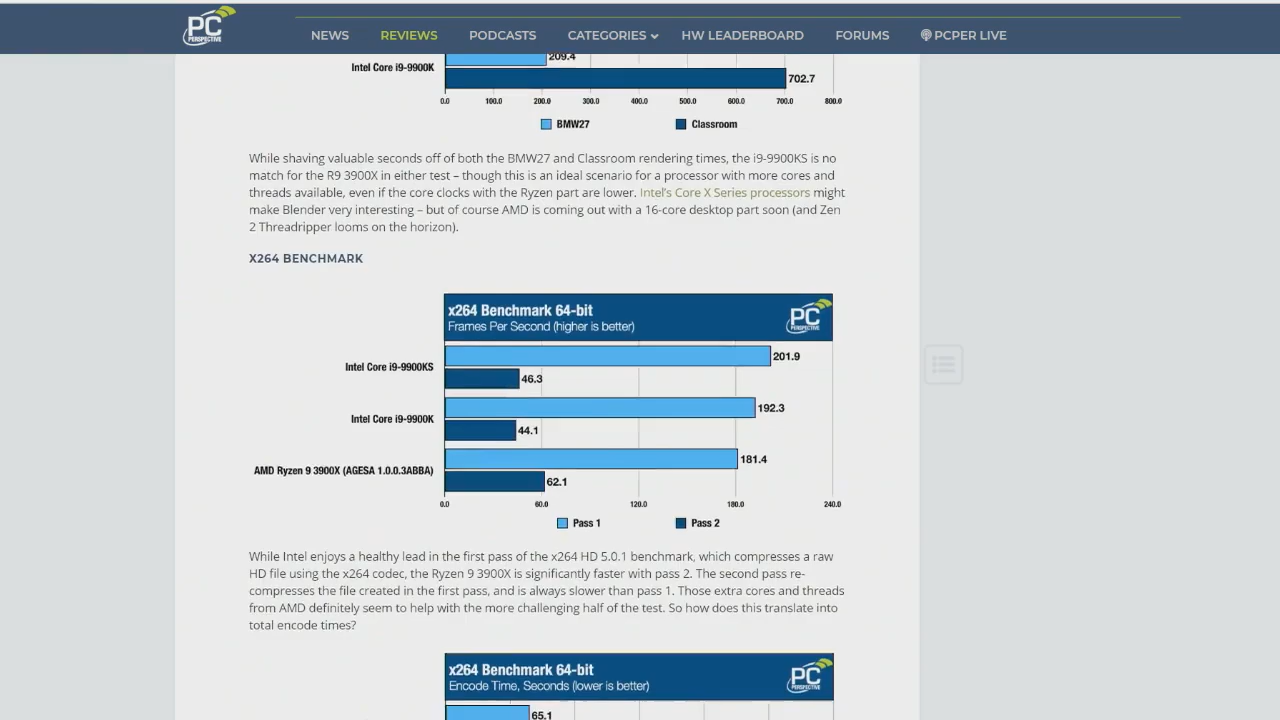 PC
PERSPECTIVE
NEWS REVIEWS PODCASTS CATEGORIES HW LEADERBOARD FORUMS PCPER LIVE
209.4
Intel Core i9-9900K
702.7
0.0 100.0 200.0 300.0 400.0 500.0 600.0 700.0 800.0
BMW27 Classroom
While shaving valuable seconds off of both the BMW27 and Classroom rendering times, the i9-9900KS is no
match for the R9 3900X in either test – though this is an ideal scenario for a processor with more cores and
threads available, even if the core clocks with the Ryzen part are lower. Intel's Core X Series processors might
make Blender very interesting – but of course AMD is coming out with a 16-core desktop part soon (and Zen
2 Threadripper looms on the horizon).
X264 BENCHMARK
x264 Benchmark 64-bit
Frames Per Second (higher is better)
PC
PERSPECTIVE
201.9
Intel Core i9-9900KS
46.3
192.3
Intel Core i9-9900K
44.1
181.4
AMD Ryzen 9 3900X (AGESA 1.0.0.3ABBA)
62.1
0.0 60.0 120.0 180.0 240.0
Pass 1 Pass 2
While Intel enjoys a healthy lead in the first pass of the x264 HD 5.0.1 benchmark, which compresses a raw
HD file using the x264 codec, the Ryzen 9 3900X is significantly faster with pass 2. The second pass re-
compresses the file created in the first pass, and is always slower than pass 1. Those extra cores and threads
from AMD definitely seem to help with the more challenging half of the test. So how does this translate into
total encode times?
x264 Benchmark 64-bit
Encode Time, Seconds (lower is better)
PC
PERSPECTIVE
65.1